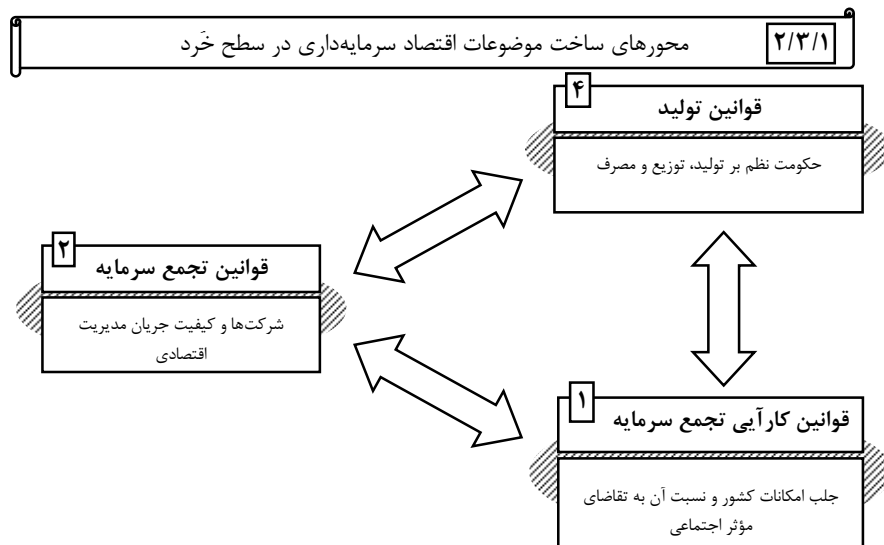 ۲/۳/۱
محورهای ساخت موضوعات اقتصاد سرمایه‌داری در سطح خَرد
۴
قوانین تولید
حکومت نظم بر تولید، توزیع و مصرف
۲
قوانین تجمع سرمایه
شرکت‌ها و کیفیت جریان مدیریت
اقتصادی
۱
قوانین کارآیی تجمع سرمایه
جلب امکانات کشور و نسبت آن به تقاضای
مؤثر اجتماعی